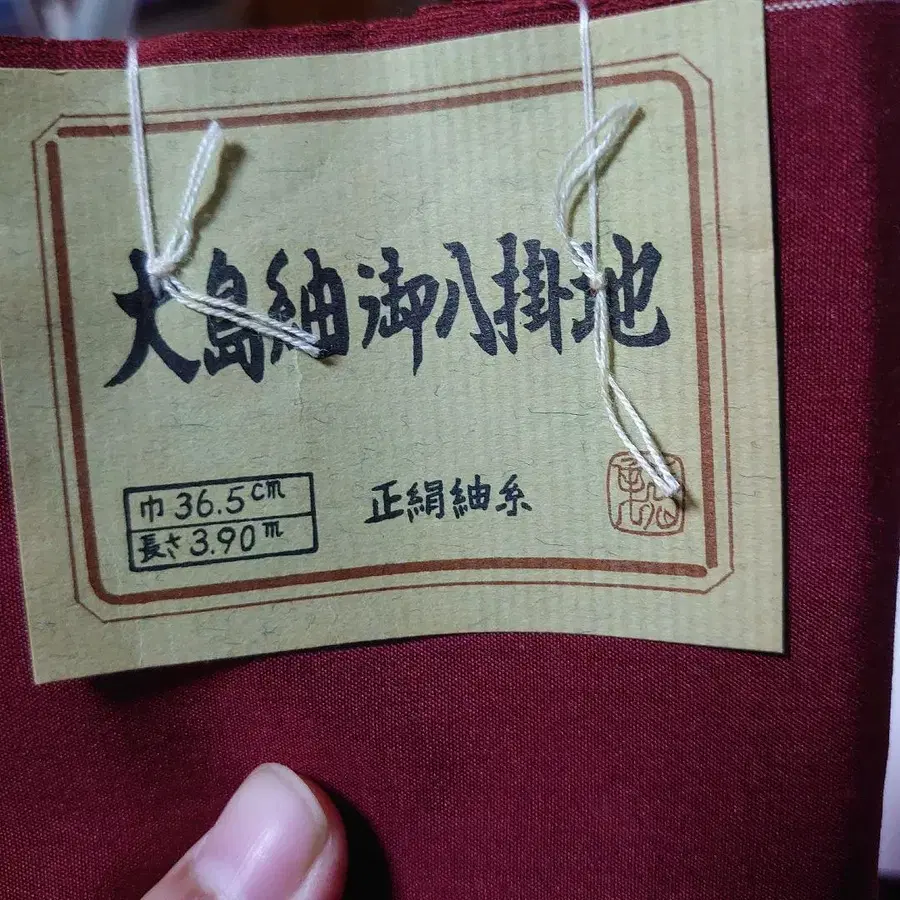 大島紬御八掛地
巾 36.5cm
長さ 3.90m
正絹紬糸